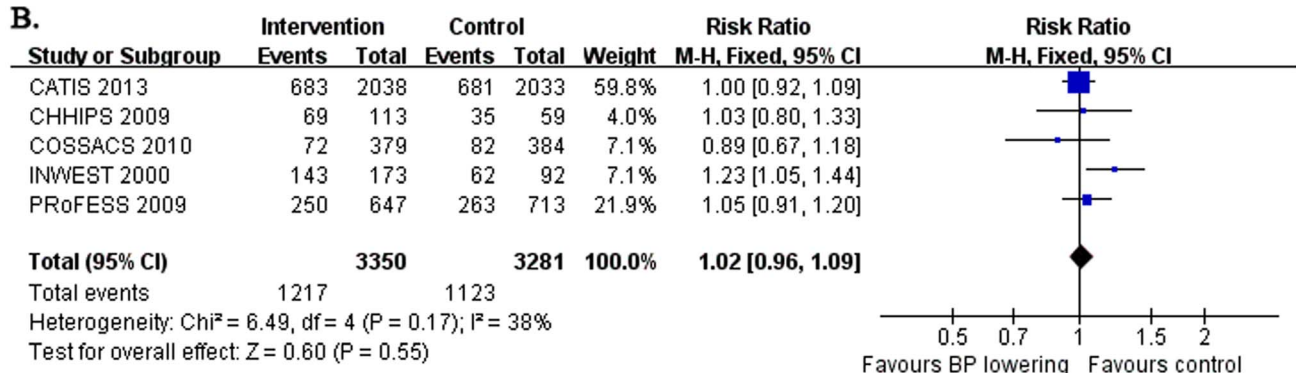 B.
Intervention Control Risk Ratio Risk Ratio
Study or Subgroup Events Total Events Total Weight M-H, Fixed, 95% CI M-H, Fixed, 95% CI
CATIS 2013 683 2038 681 2033 59.8% 1.00 [0.92, 1.09]
CHHIPS 2009 69 113 35 59 4.0% 1.03 [0.80, 1.33]
COSSACS 2010 72 379 82 384 7.1% 0.89 [0.67, 1.18]
INWEST 2000 143 173 62 92 7.1% 1.23 [1.05, 1.44]
PRoFESS 2009 250 647 263 713 21.9% 1.05 [0.91, 1.20]
Total (95% CI) 3350 3281 100.0% 1.02 [0.96, 1.09]
Total events 1217 1123
Heterogeneity: Chi² = 6.49, df = 4 (P = 0.17); I² = 38%
Test for overall effect: Z = 0.60 (P = 0.55)
0.5 0.7 1 1.5 2
Favours BP lowering Favours control